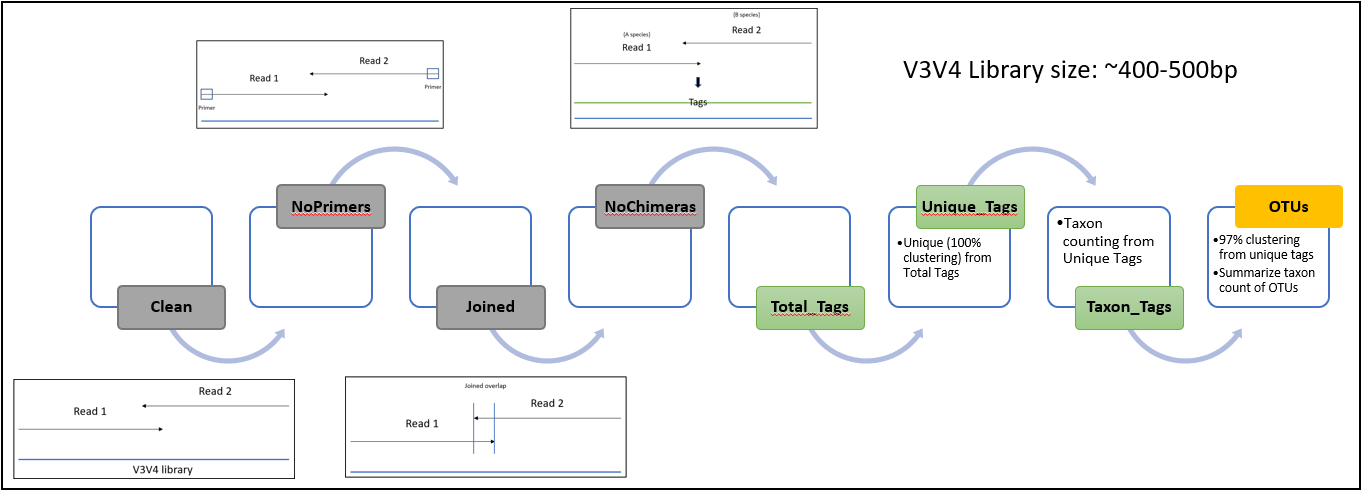 (B species)
Read 2
(A species)
Read 1
Tags
Read 2
Read 1
Primer
Primer
V3V4 Library size: ~400-500bp
NoPrimers
NoChimeras
Unique_Tags
•Unique (100%
clustering) from
Total Tags
•Taxon
counting from
Unique Tags
OTUs
•97% clustering
from unique tags
•Summarize taxon
count of OTUs
Clean
Joined
Total_Tags
Taxon_Tags
Read 2
Read 1
V3V4 library
Joined overlap
Read 2
Read 1